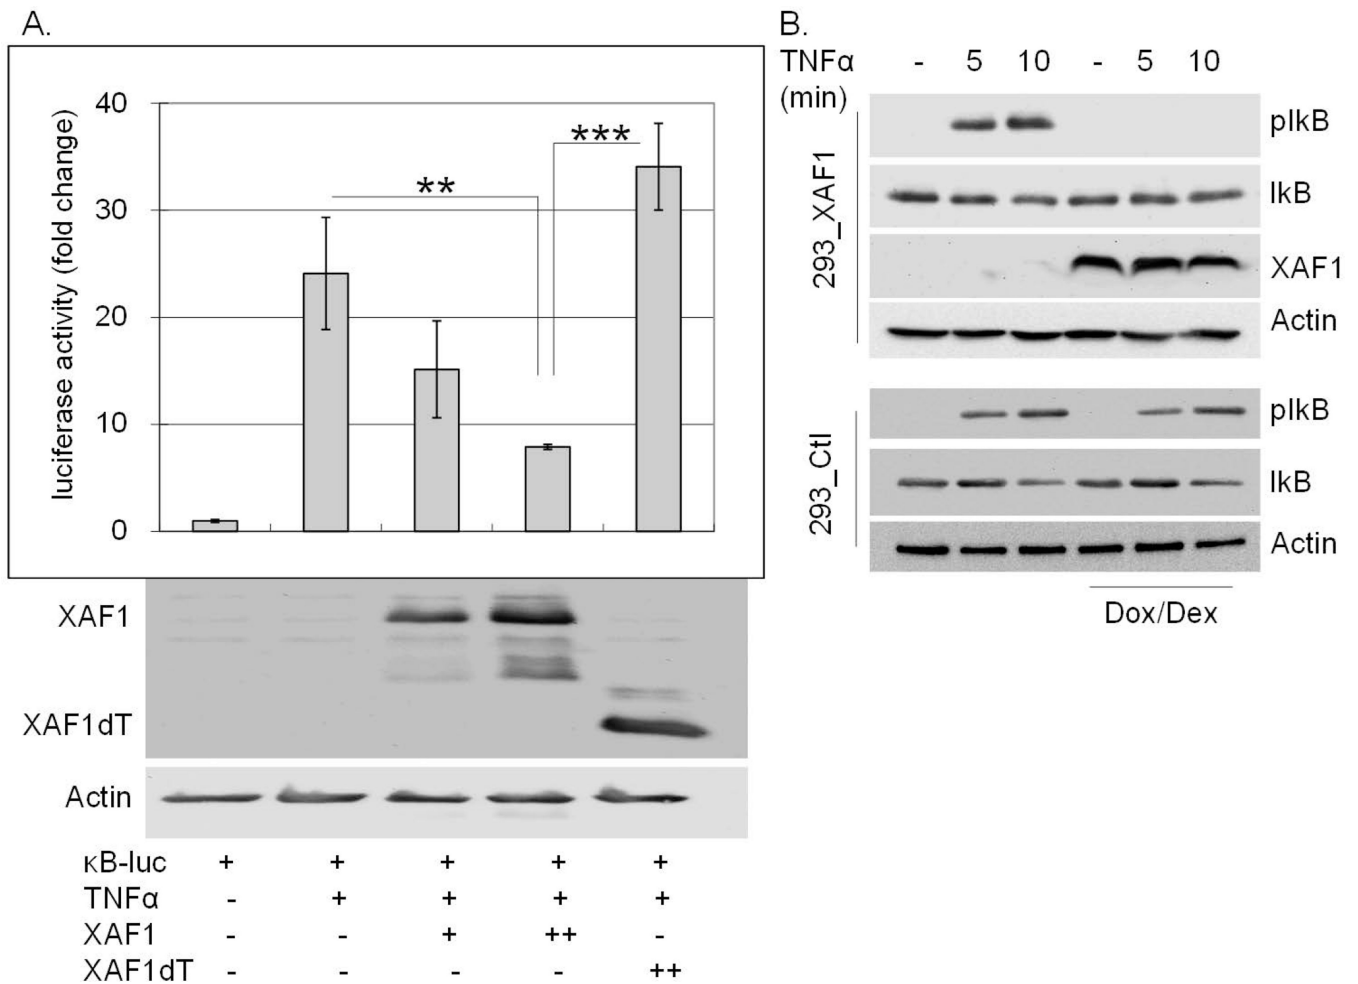 A.
luciferase activity (fold change)
40
30
20
10
0
**
***
XAF1
XAF1dT
Actin
κB-luc + + + + +
TNFα - + + + +
XAF1 - - + ++ -
XAF1dT - - - - ++
B.
TNFα - 5 10 - 5 10
(min)
293_XAF1
pIkB
IkB
XAF1
Actin
293_Ctl
pIkB
IkB
Actin
Dox/Dex